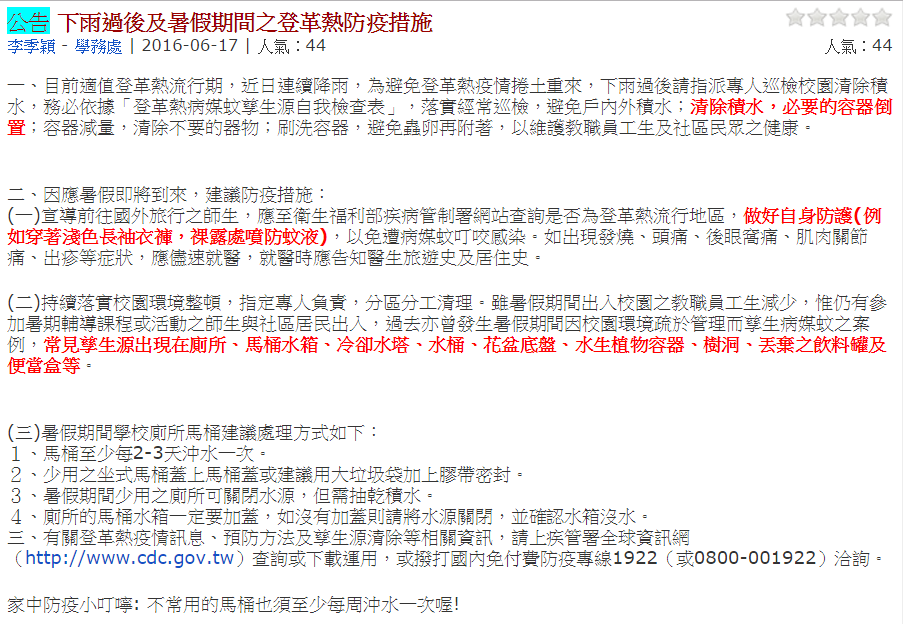 公告 下雨過後及暑假期間之登革熱防疫措施
李季穎 - 學務處 | 2016-06-17 | 人氣：44 人氣：44
一、目前適值登革熱流行期，近日連續降雨，為避免登革熱疫情捲土重來，下雨過後請指派專人巡檢校園清除積
水，務必依據「登革熱病媒蚊孳生源自我檢查表」，落實經常巡檢，避免戶內外積水；清除積水，必要的容器倒
置；容器減量，清除不要的器物；刷洗容器，避免蟲卵再附著，以維護教職員工生及社區民眾之健康。
二、因應暑假即將到來，建議防疫措施：
(一)宣導前往國外旅行之師生，應至衛生福利部疾病管制署網站查詢是否為登革熱流行地區，做好自身防護(例
如穿著淺色長袖衣褲，裸露處噴防蚊液)，以免遭病媒蚊叮咬感染。如出現發燒、頭痛、後眼窩痛、肌肉關節
痛、出疹等症狀，應儘速就醫，就醫時應告知醫生旅遊史及居住史。
(二)持續落實校園環境整頓，指定專人負責，分區分工清理。雖暑假期間出入校園之教職員工生減少，惟仍有參
加暑期輔導課程或活動之師生與社區居民出入，過去亦曾發生暑假期間因校園環境疏於管理而孳生病媒蚊之案
例，常見孳生源出現在廁所、馬桶水箱、冷卻水塔、水桶、花盆底盤、水生植物容器、樹洞、丟棄之飲料罐及
便當盒等。
(三)暑假期間學校廁所馬桶建議處理方式如下：
１、馬桶至少每2-3天沖水一次。
２、少用之坐式馬桶蓋上馬桶蓋或建議用大垃圾袋加上膠帶密封。
３、暑假期間少用之廁所可關閉水源，但需抽乾積水。
４、廁所的馬桶水箱一定要加蓋，如沒有加蓋則請將水源關閉，並確認水箱沒水。
三、有關登革熱疫情訊息、預防方法及孳生源清除等相關資訊，請上疾管署全球資訊網
（http://www.cdc.gov.tw）查詢或下載運用，或撥打國內免付費防疫專線1922（或0800-001922）洽詢。
家中防疫小叮嚀: 不常用的馬桶也須至少每周沖水一次喔!